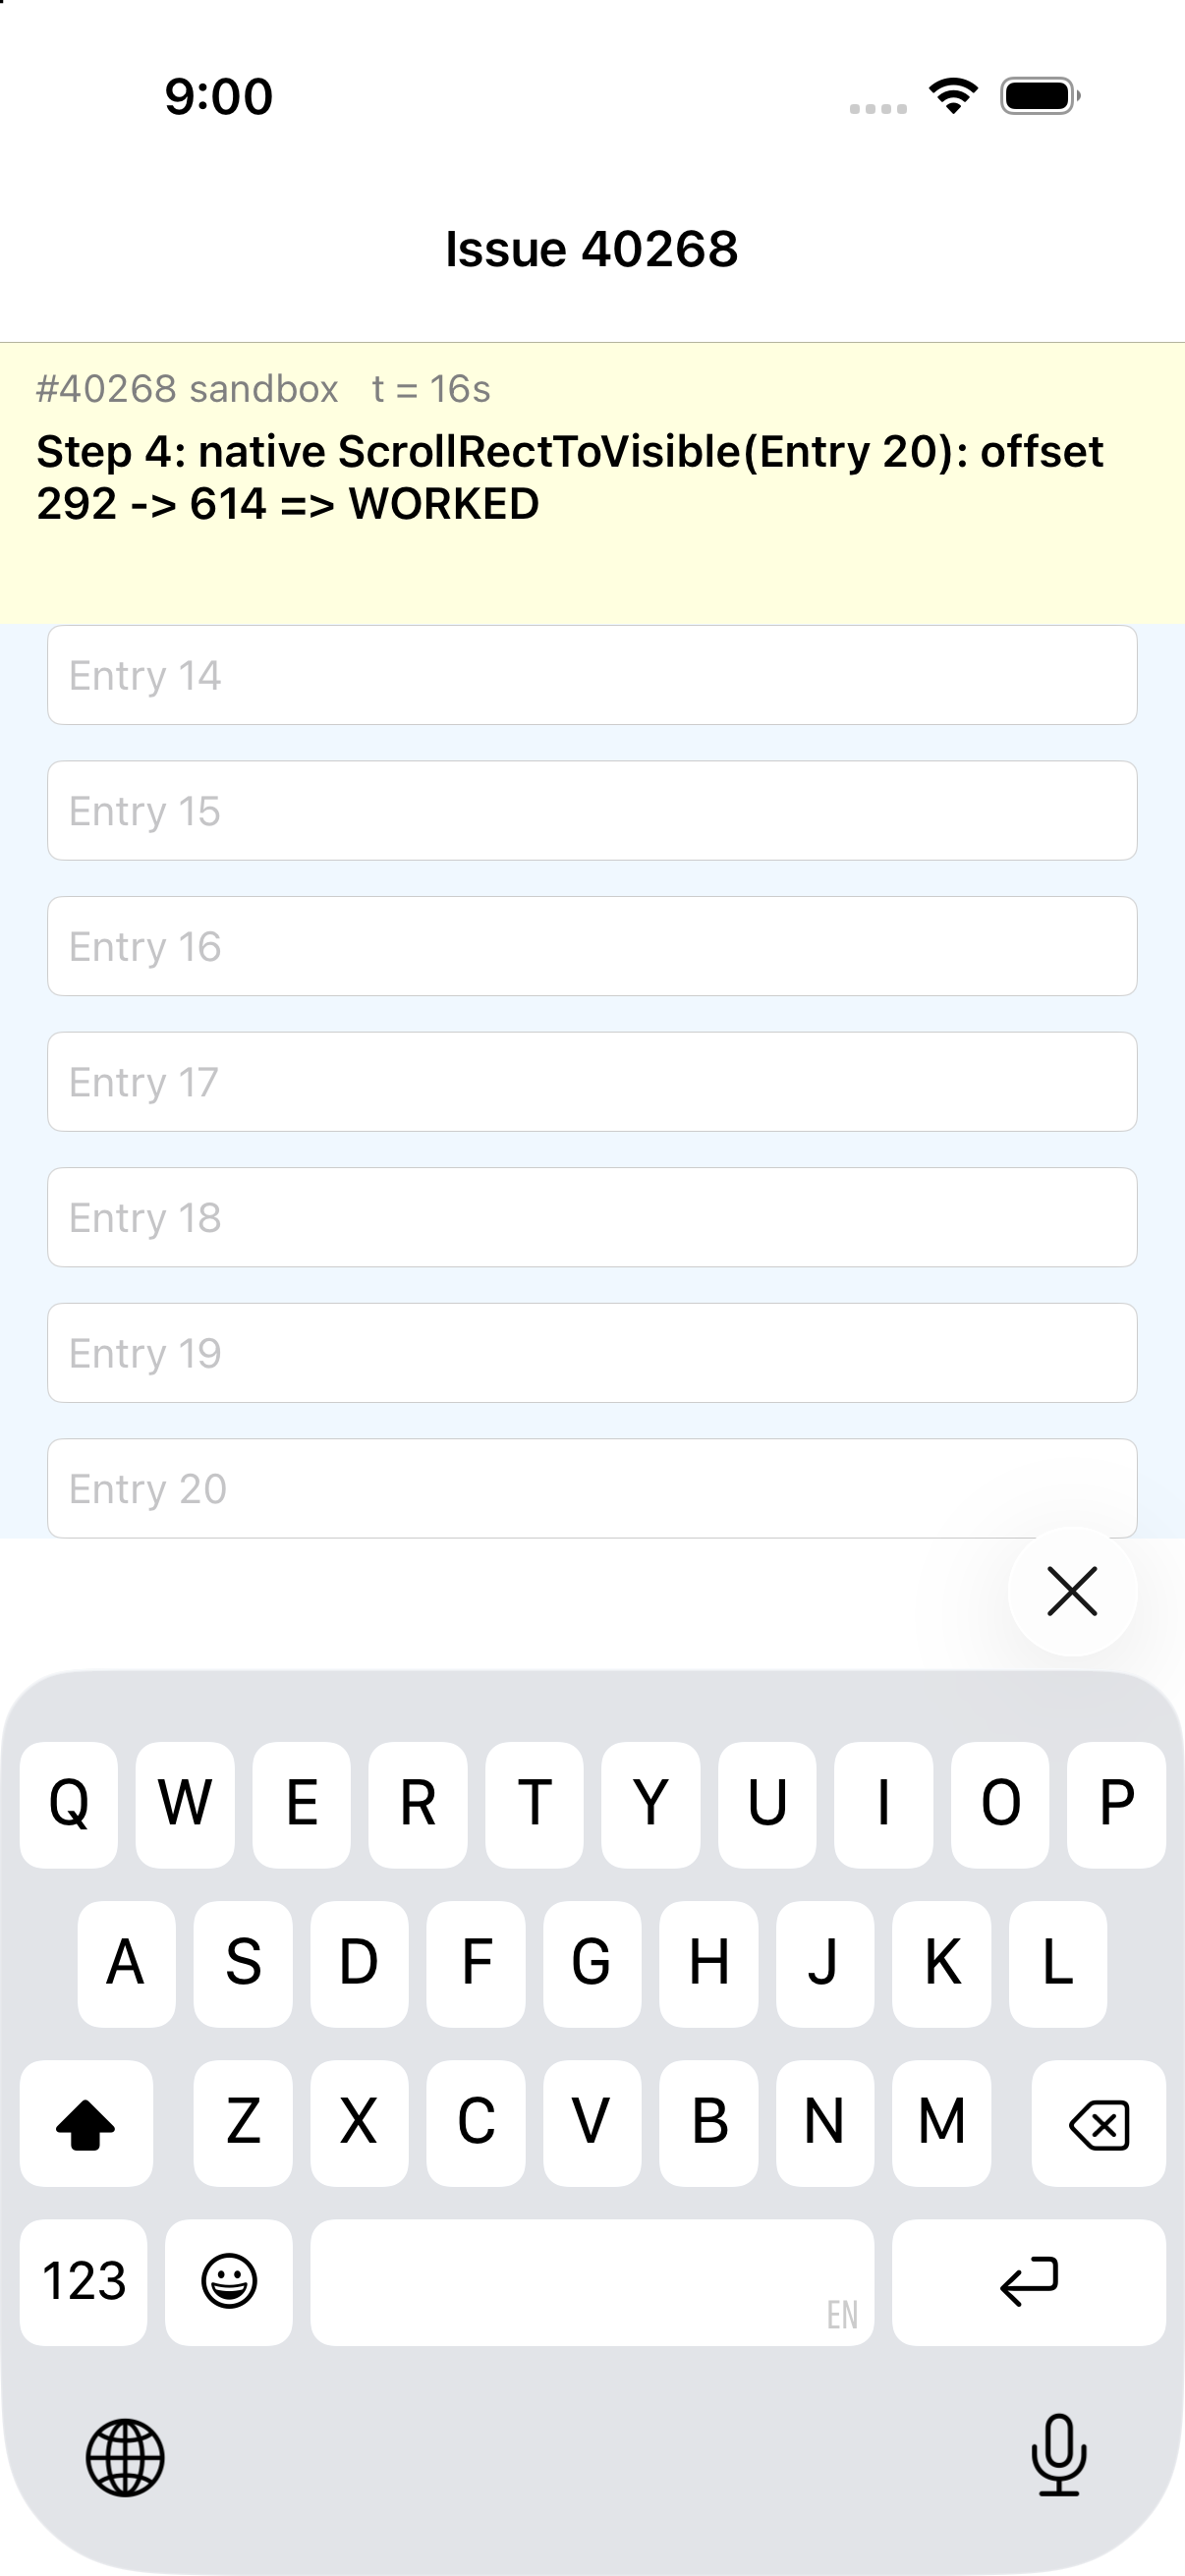 9:00
Issue 40268
#40268 sandbox t = 16s
Step 4: native ScrollRectToVisible(Entry 20): offset
292 -> 614 => WORKED
Entry 14
Entry 15
Entry 16
Entry 17
Entry 18
Entry 19
Entry 20
Q W E R T Y U I O P
A S D F G H J K L
Z X C V B N M
123 EN